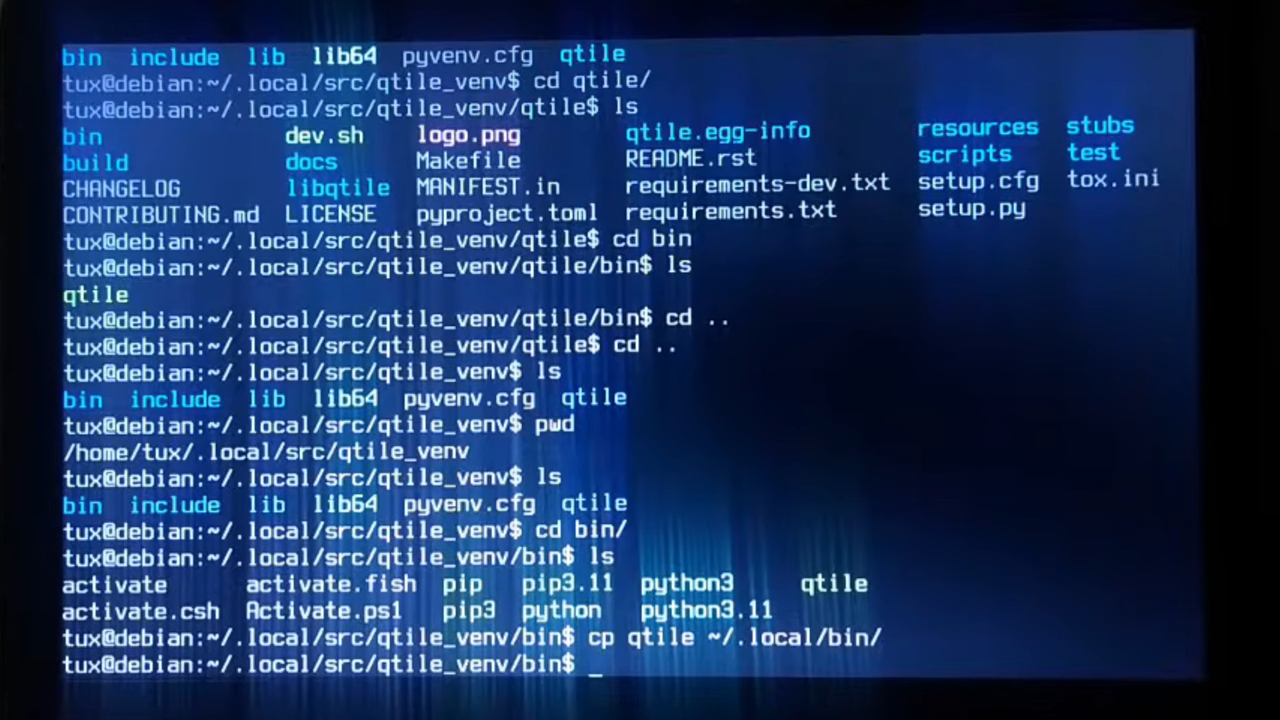 bin include lib lib64 pyvenv.cfg qtile
tux@debian:~/.local/src/qtile_venv$ cd qtile/
tux@debian:~/.local/src/qtile_venv/qtile$ ls
bin dev.sh logo.png qtile.egg-info resources stubs
build docs Makefile README.rst scripts test
CHANGELOG libqtile MANIFEST.in requirements-dev.txt setup.cfg tox.ini
CONTRIBUTING.md LICENSE pyproject.toml requirements.txt setup.py
tux@debian:~/.local/src/qtile_venv/qtile$ cd bin
tux@debian:~/.local/src/qtile_venv/qtile/bin$ ls
qtile
tux@debian:~/.local/src/qtile_venv/qtile/bin$ cd ..
tux@debian:~/.local/src/qtile_venv/qtile$ cd ..
tux@debian:~/.local/src/qtile_venv$ ls
bin include lib lib64 pyvenv.cfg qtile
tux@debian:~/.local/src/qtile_venv$ pwd
/home/tux/.local/src/qtile_venv
tux@debian:~/.local/src/qtile_venv$ ls
bin include lib lib64 pyvenv.cfg qtile
tux@debian:~/.local/src/qtile_venv$ cd bin/
tux@debian:~/.local/src/qtile_venv/bin$ ls
activate activate.fish pip pip3.11 python3 qtile
activate.csh Activate.ps1 pip3 python python3.11
tux@debian:~/.local/src/qtile_venv/bin$ cp qtile ~/.local/bin/
tux@debian:~/.local/src/qtile_venv/bin$ _